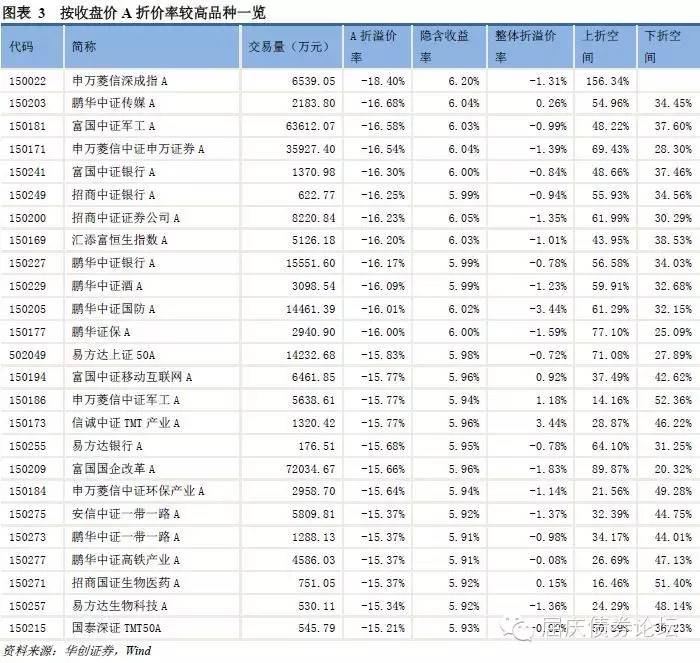 图表 3 按收盘价 A 折价率较高品种一览
代码 简称 交易量（万元） A 折溢价率 隐含收益率 整体折溢价率 上折空间 下折空间
150022 申万菱信深成指 A 6539.05 -18.40% 6.20% -1.31% 156.34%
150203 鹏华中证传媒 A 2183.80 -16.68% 6.04% 0.26% 54.96% 34.45%
150181 富国中证军工 A 63612.07 -16.58% 6.03% -0.99% 48.22% 37.60%
150171 申万菱信中证申万证券 A 35927.40 -16.54% 6.04% -1.39% 69.43% 28.30%
150241 富国中证银行 A 1370.98 -16.30% 6.00% -0.84% 48.66% 37.46%
150249 招商中证银行 A 622.77 -16.25% 5.99% -0.94% 55.93% 34.56%
150200 招商中证证券公司 A 8220.84 -16.23% 6.05% -1.35% 61.99% 30.29%
150169 汇添富恒生指数 A 5126.18 -16.20% 6.03% -1.01% 43.95% 38.53%
150227 鹏华中证银行 A 15551.60 -16.17% 5.99% -0.78% 56.58% 34.03%
150229 鹏华中证酒 A 3098.54 -16.09% 5.99% -1.23% 59.91% 32.68%
150205 鹏华中证国防 A 14461.39 -16.01% 6.02% -3.44% 61.29% 32.15%
150177 鹏华证保 A 2940.90 -16.00% 6.00% -1.59% 77.10% 25.09%
502049 易方达上证 50A 14232.68 -15.83% 5.98% -0.72% 71.08% 27.89%
150194 富国中证移动互联网 A 6461.85 -15.77% 5.96% 0.92% 37.49% 42.62%
150186 申万菱信中证军工 A 5638.61 -15.77% 5.94% 1.18% 14.16% 52.36%
150173 信诚中证 TMT 产业 A 1320.42 -15.77% 5.96% 3.44% 28.87% 46.22%
150255 易方达银行 A 176.51 -15.68% 5.95% -0.78% 64.10% 31.25%
150209 富国国企改革 A 72034.67 -15.66% 5.96% -1.83% 89.87% 20.32%
150184 申万菱信中证环保产业 A 2958.70 -15.64% 5.94% -1.14% 21.56% 49.28%
150275 安信中证一带一路 A 5809.81 -15.37% 5.92% -1.37% 32.39% 44.75%
150273 鹏华中证一带一路 A 1288.13 -15.37% 5.91% -0.98% 34.17% 44.01%
150277 鹏华中证高铁产业 A 4586.03 -15.37% 5.91% -0.08% 26.69% 47.13%
150271 招商国证生物医药 A 751.05 -15.37% 5.92% 0.15% 16.46% 51.40%
150257 易方达生物科技 A 530.11 -15.34% 5.92% -1.36% 24.29% 48.14%
150215 国泰深证 TMT50A 545.79 -15.21% 5.93% 36.23%
屈庆债券论坛
资料来源：华创证券，Wind